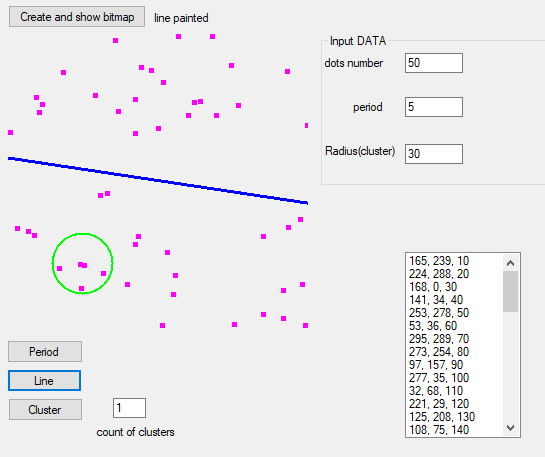 Create and show bitmap line painted
Input DATA
dots number 50
period 5
Radius(cluster) 30
165, 239, 10
224, 288, 20
168, 0, 30
141, 34, 40
253, 278, 50
53, 36, 60
295, 289, 70
273, 254, 80
97, 157, 90
277, 35, 100
32, 68, 110
221, 29, 120
125, 208, 130
108, 75, 140
Period
Line
Cluster 1
count of clusters